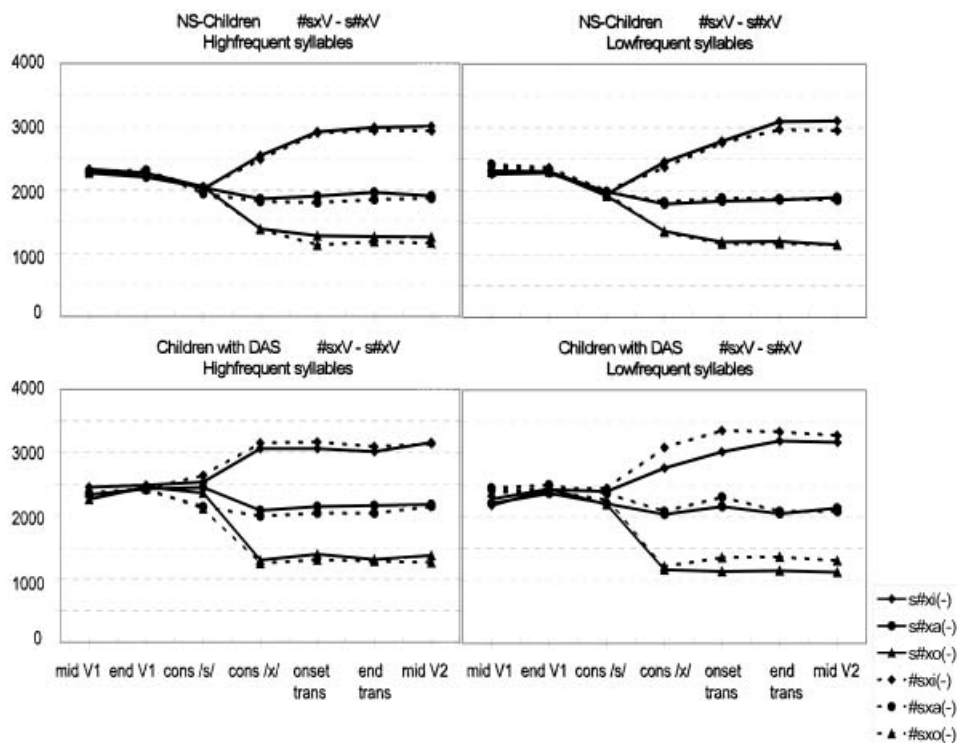 NS-Children #sxV - s#xV
Highfrequent syllables
NS-Children #sxV - s#xV
Lowfrequent syllables
4000
3000
2000
1000
0
Children with DAS #sxV - s#xV
Highfrequent syllables
Children with DAS #sxV - s#xV
Lowfrequent syllables
4000
3000
2000
1000
0
mid V1 end V1 cons /s/ cons /x/ onset trans end trans mid V2
mid V1 end V1 cons /s/ cons /x/ onset trans end trans mid V2
s#xi(-)
s#xa(-)
s#xo(-)
#sxi(-)
#sxa(-)
#sxo(-)